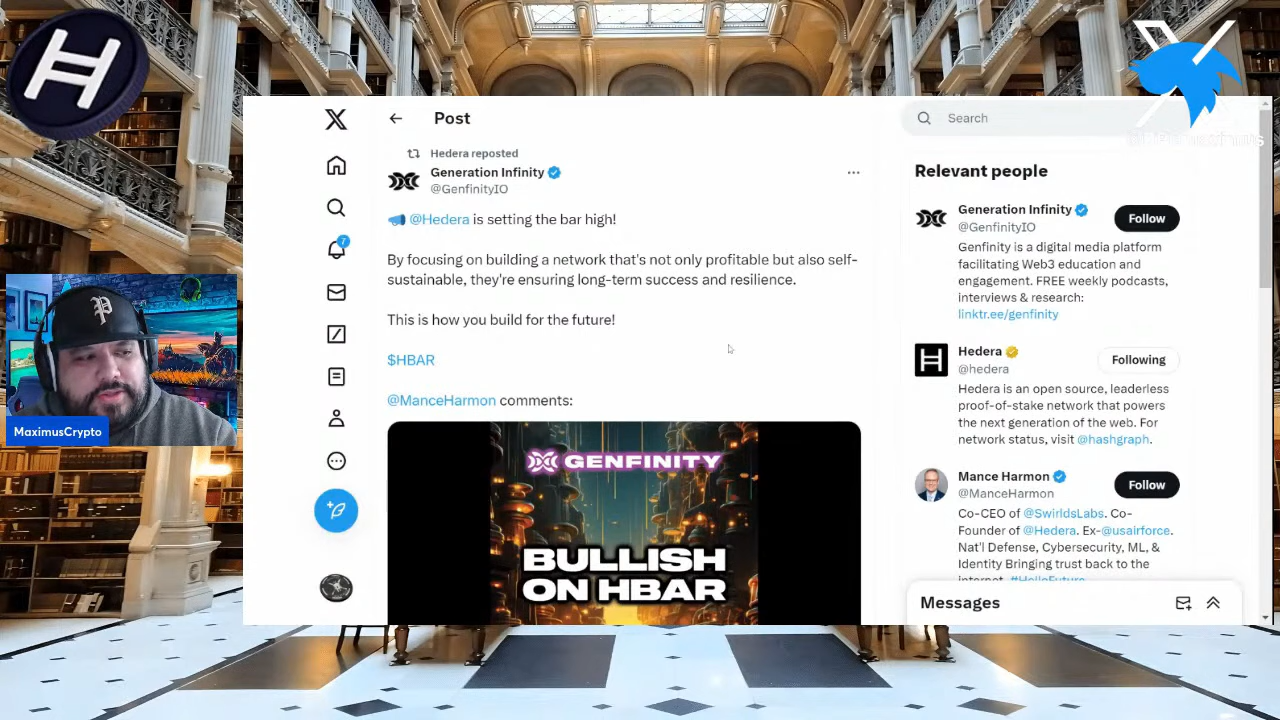 Post
Search
Hedera reposted
Generation Infinity
@GenfinityIO
@Hedera is setting the bar high!
By focusing on building a network that's not only profitable but also self-
sustainable, they're ensuring long-term success and resilience.
This is how you build for the future!
$HBAR
@ManceHarmon comments:
GENFINITY
BULLISH
ON HBAR
Relevant people
Generation Infinity
@GenfinityIO
Follow
Genfinity is a digital media platform
facilitating Web3 education and
engagement. FREE weekly podcasts,
interviews & research:
linktr.ee/genfinity
Hedera
@hedera
Following
Hedera is an open source, leaderless
proof-of-stake network that powers
the next generation of the web. For
network status, visit @hashgraph.
Mance Harmon
@ManceHarmon
Follow
Co-CEO of @SwirldsLabs. Co-
Founder of @Hedera. Ex-@usairforce.
Nat'l Defense, Cybersecurity, ML, &
Identity Bringing trust back to the
internet. #HelloFuture
Messages
7
P
MaximusCrypto